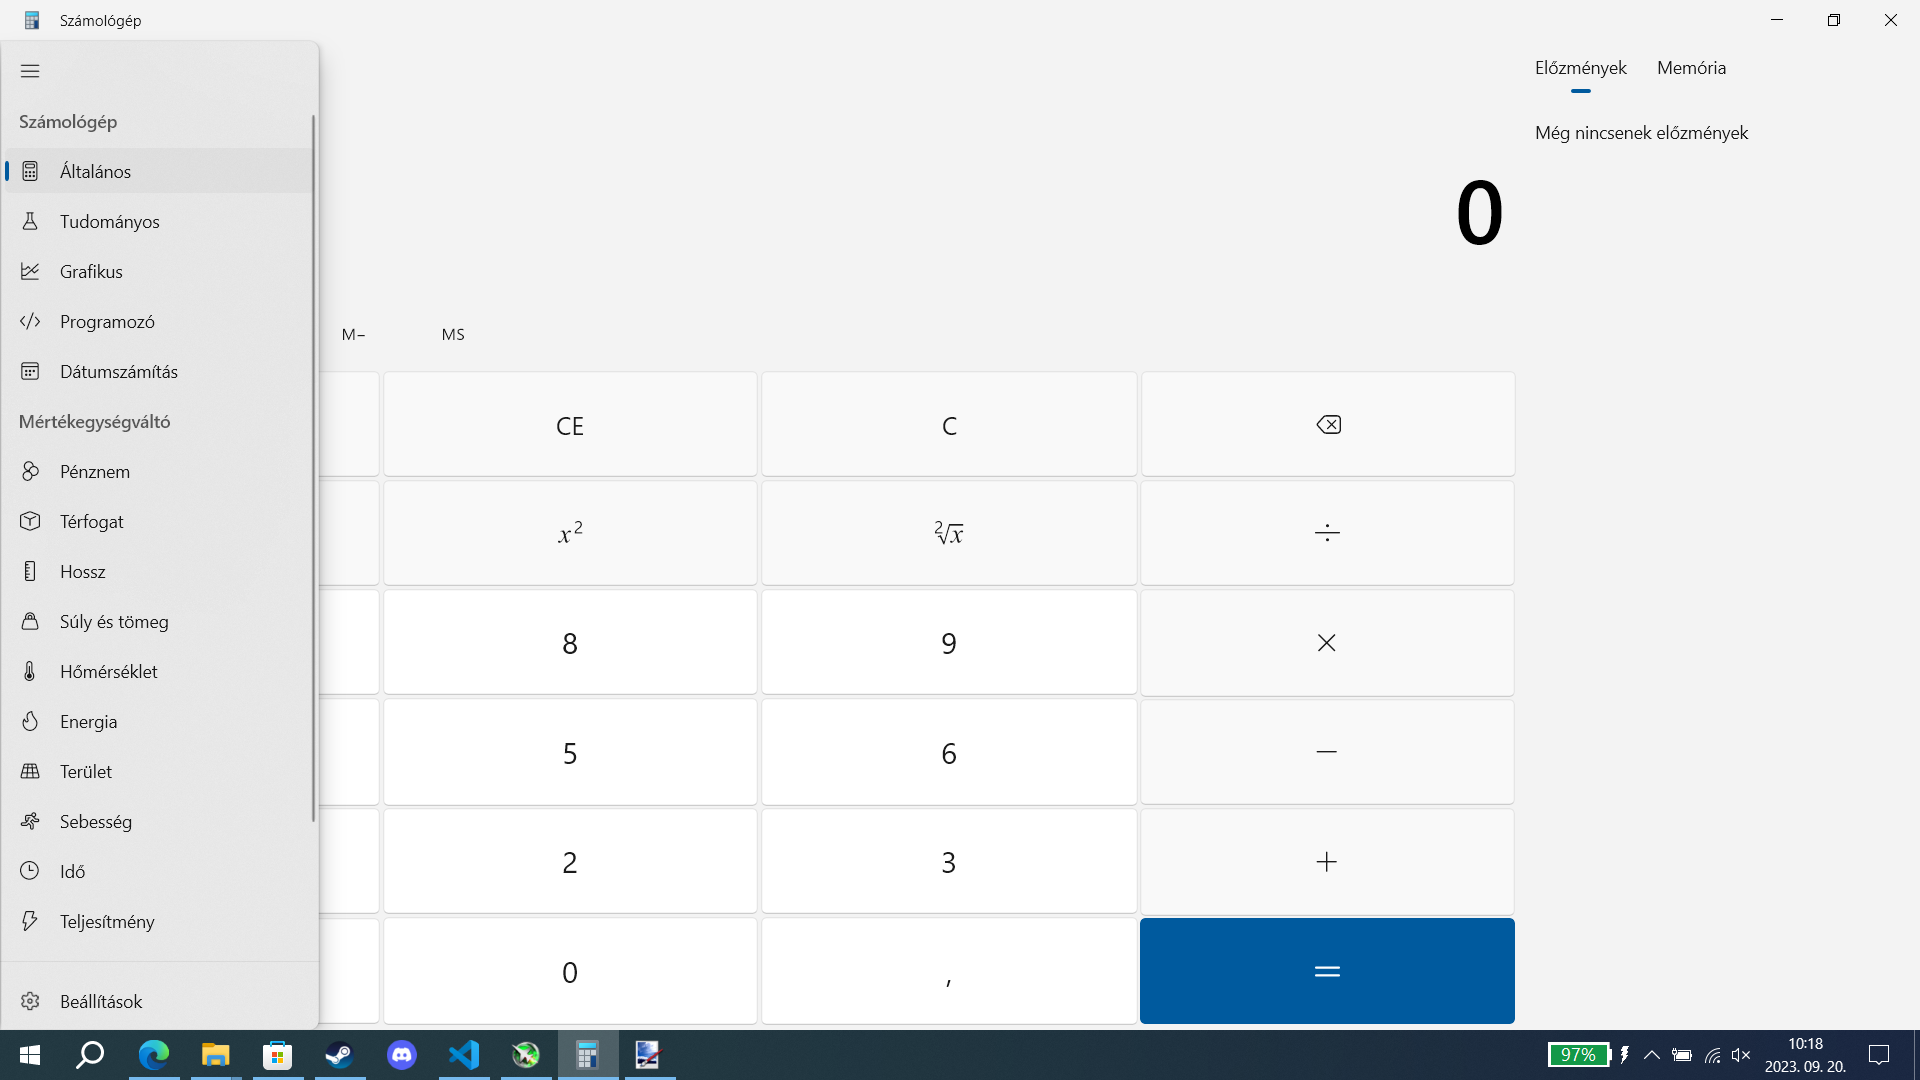 Számológép
Számológép
Általános
Tudományos
Grafikus
Programozó
Dátumszámítás
Mértékegységváltó
Pénznem
Térfogat
Hossz
Súly és tömeg
Hőmérséklet
Energia
Terület
Sebesség
Idő
Teljesítmény
Beállítások
Előzmények Memória
Még nincsenek előzmények
0
M− MS
CE C
x² ²√x ÷
8 9 ×
5 6 −
2 3 +
0 , =
97%
10:18
2023. 09. 20.